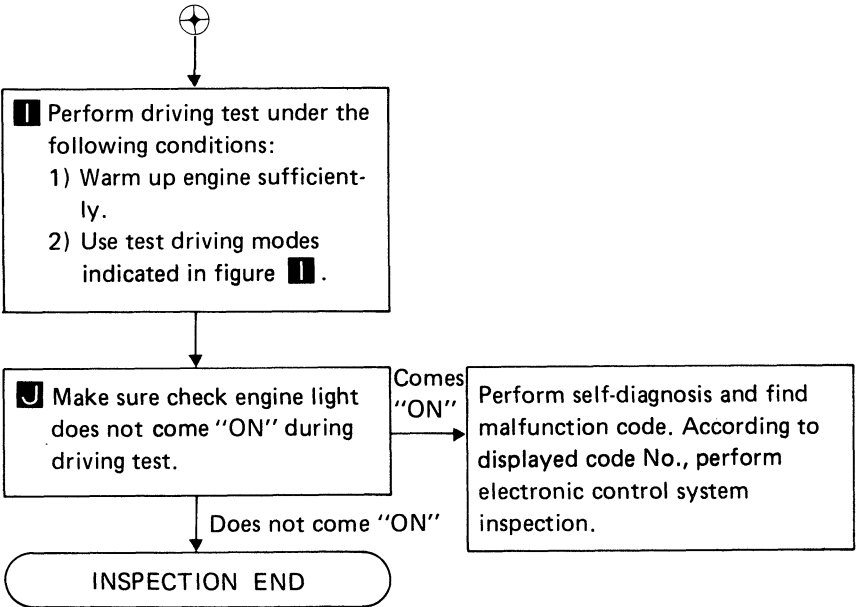 I Perform driving test under the
following conditions:
1) Warm up engine sufficient-
ly.
2) Use test driving modes
indicated in figure I .
J Make sure check engine light
does not come "ON" during
driving test.
Comes
"ON"
Perform self-diagnosis and find
malfunction code. According to
displayed code No., perform
electronic control system
inspection.
Does not come "ON"
INSPECTION END